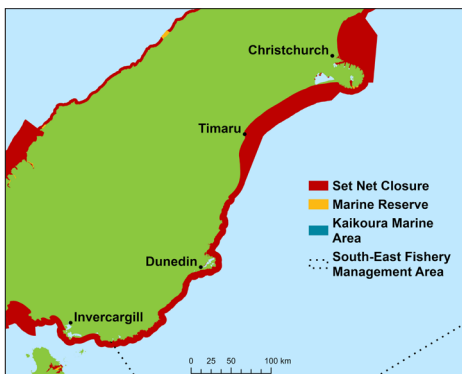 Christchurch
Timaru
Set Net Closure
Marine Reserve
Kaikoura Marine
Area
South-East Fishery
Management Area
Dunedin
Invercargill
0 25 50 100 km